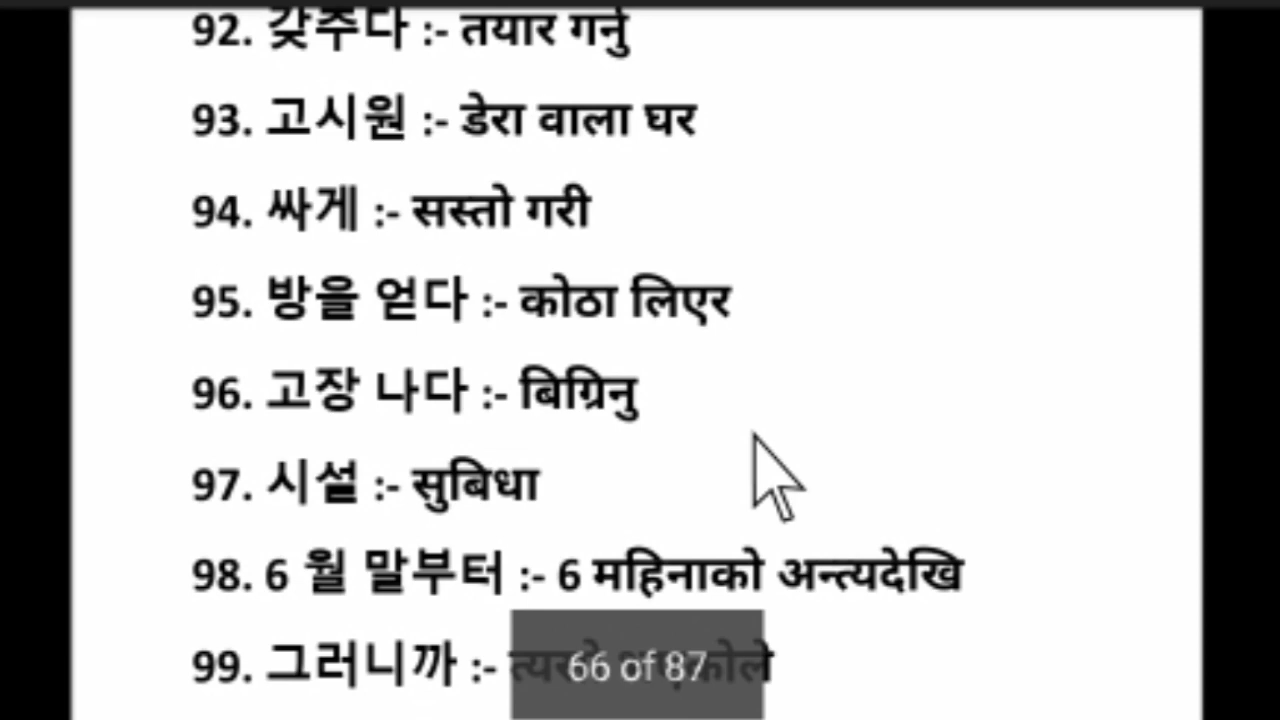 92. 갖추다 :- तयार गर्नु
93. 고시원 :- डेरा वाला घर
94. 싸게 :- सस्तो गरी
95. 방을 얻다 :- कोठा लिएर
96. 고장 나다 :- बिग्रिनु
97. 시설 :- सुबिधा
98. 6 월 말부터 :- 6 महिनाको अन्त्यदेखि
99. 그러니까 :-
66 of 87